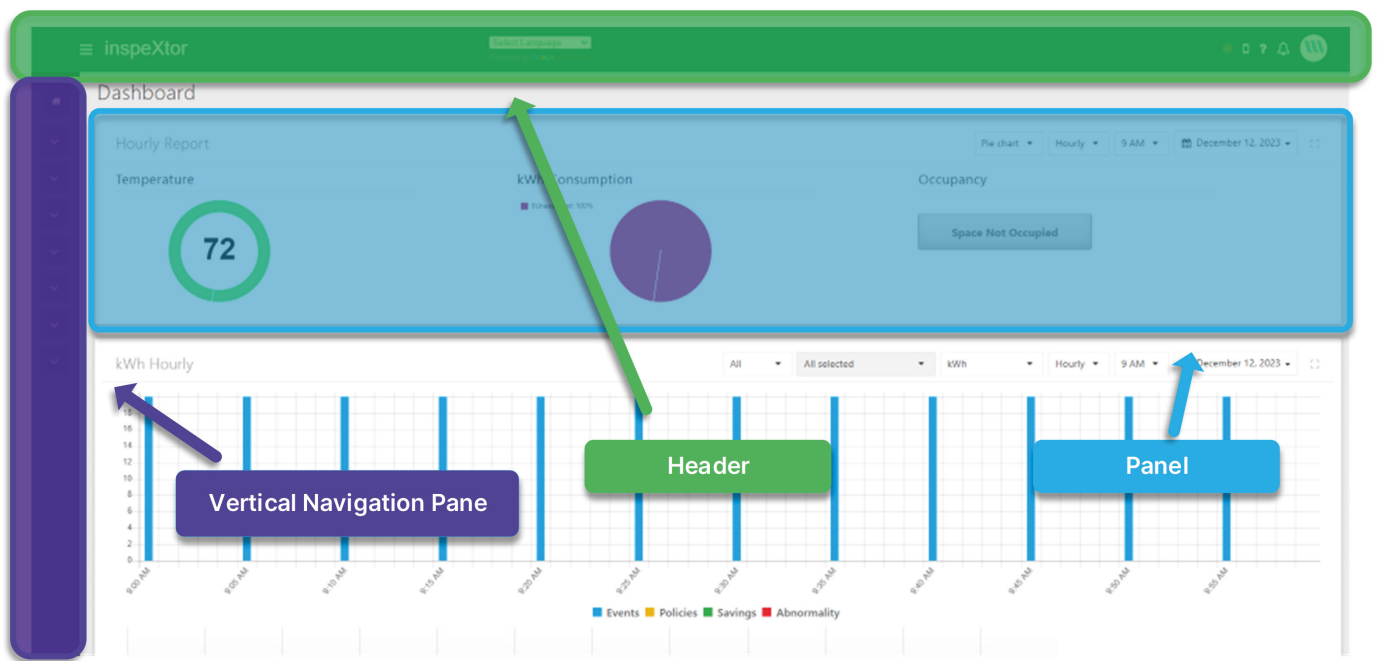 inspeXtor
Select Language
Dashboard
Hourly Report
Pie chart
Hourly
9 AM
December 12, 2023
Temperature
kWh Consumption
Occupancy
100%
72
Space Not Occupied
kWh Hourly
All
All selected
kWh
Hourly
9 AM
December 12, 2023
18
16
14
12
10
8
6
4
2
0
Header
Panel
Vertical Navigation Pane
9:00 AM
9:05 AM
9:10 AM
9:15 AM
9:20 AM
9:25 AM
9:30 AM
9:35 AM
9:40 AM
9:45 AM
9:50 AM
9:55 AM
Events
Policies
Savings
Abnormality